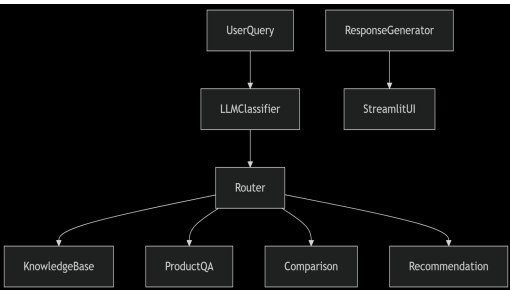 UserQuery
ResponseGenerator
LLMClassifier
StreamlitUI
Router
KnowledgeBase
ProductQA
Comparison
Recommendation